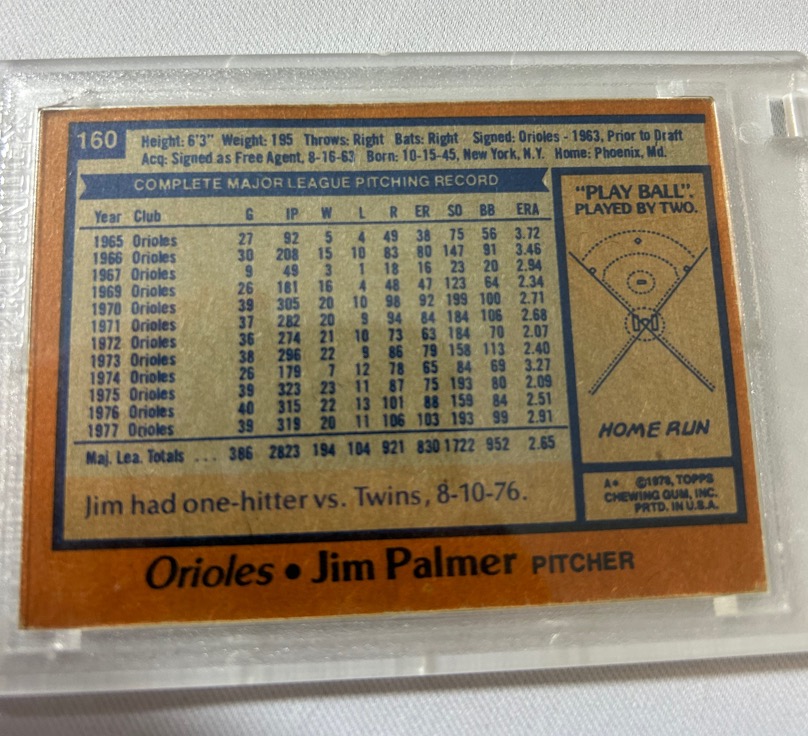 160
Height: 6'3" Weight: 195 Throws: Right Bats: Right Signed: Orioles - 1963, Prior to Draft
Acq: Signed as Free Agent, 8-16-63 Born: 10-15-45, New York, N.Y. Home: Phoenix, Md.
COMPLETE MAJOR LEAGUE PITCHING RECORD
Year Club G IP W L R ER SO BB ERA
1965 Orioles 27 92 5 4 49 38 75 56 3.72
1966 Orioles 30 208 15 10 83 80 147 91 3.46
1967 Orioles 9 49 3 1 18 16 23 20 2.94
1969 Orioles 26 181 16 4 48 47 123 64 2.34
1970 Orioles 39 305 20 10 98 92 199 100 2.71
1971 Orioles 37 282 20 9 94 84 184 106 2.68
1972 Orioles 36 274 21 10 73 63 184 70 2.07
1973 Orioles 38 296 22 9 86 79 158 113 2.40
1974 Orioles 26 179 7 12 78 65 84 69 3.27
1975 Orioles 39 323 23 11 87 75 193 80 2.09
1976 Orioles 40 315 22 13 101 88 159 84 2.51
1977 Orioles 39 319 20 11 106 103 193 99 2.91
Maj. Lea. Totals ... 386 2823 194 104 921 830 1722 952 2.65
Jim had one-hitter vs. Twins, 8-10-76.
"PLAY BALL".
PLAYED BY TWO.
HOME RUN
A* ©1978, TOPPS
CHEWING GUM, INC.
PRTD. IN U.S.A.
Orioles • Jim Palmer PITCHER